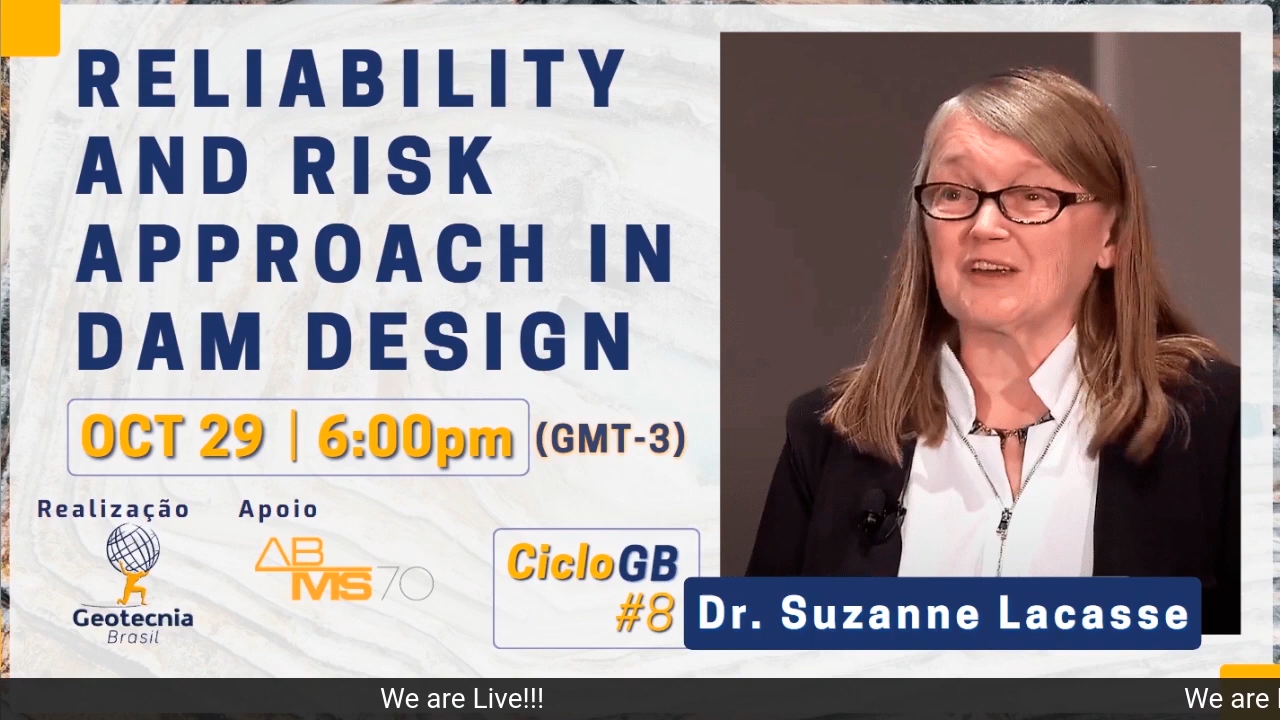 RELIABILITY
AND RISK
APPROACH IN
DAM DESIGN
OCT 29 | 6:00pm (GMT-3)
Realização Apoio
Geotecnia
Brasil
ABMS70
CicloGB
#8
Dr. Suzanne Lacasse
We are Live!!! We are